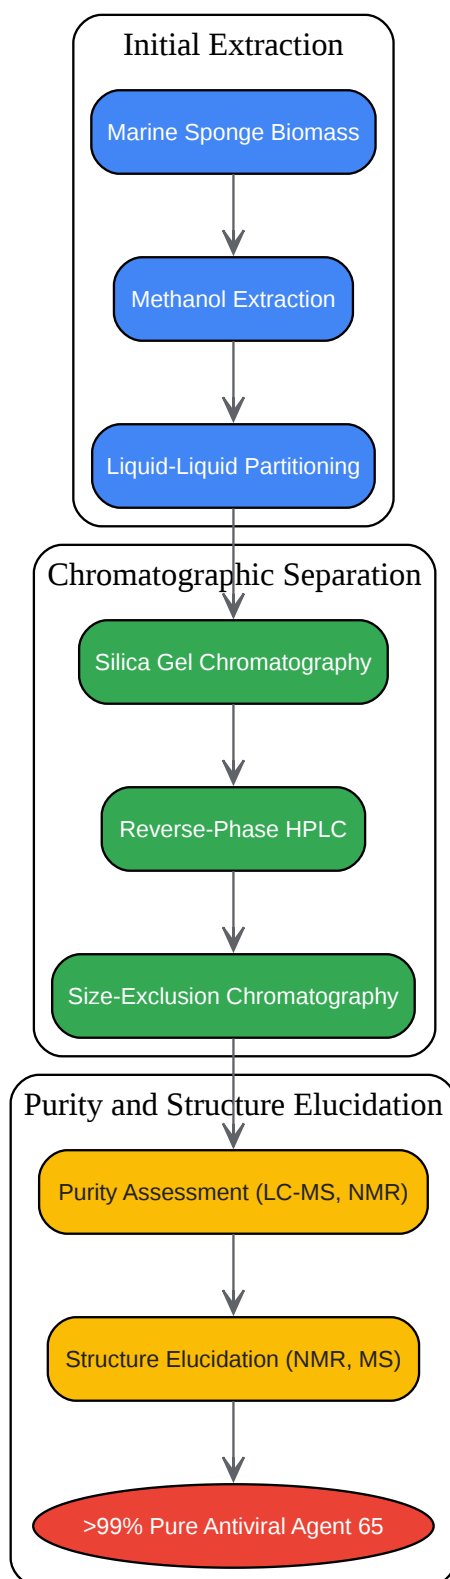 Initial Extraction
Marine Sponge Biomass
Methanol Extraction
Liquid-Liquid Partitioning
Chromatographic Separation
Silica Gel Chromatography
Reverse-Phase HPLC
Size-Exclusion Chromatography
Purity and Structure Elucidation
Purity Assessment (LC-MS, NMR)
Structure Elucidation (NMR, MS)
>99% Pure Antiviral Agent 65